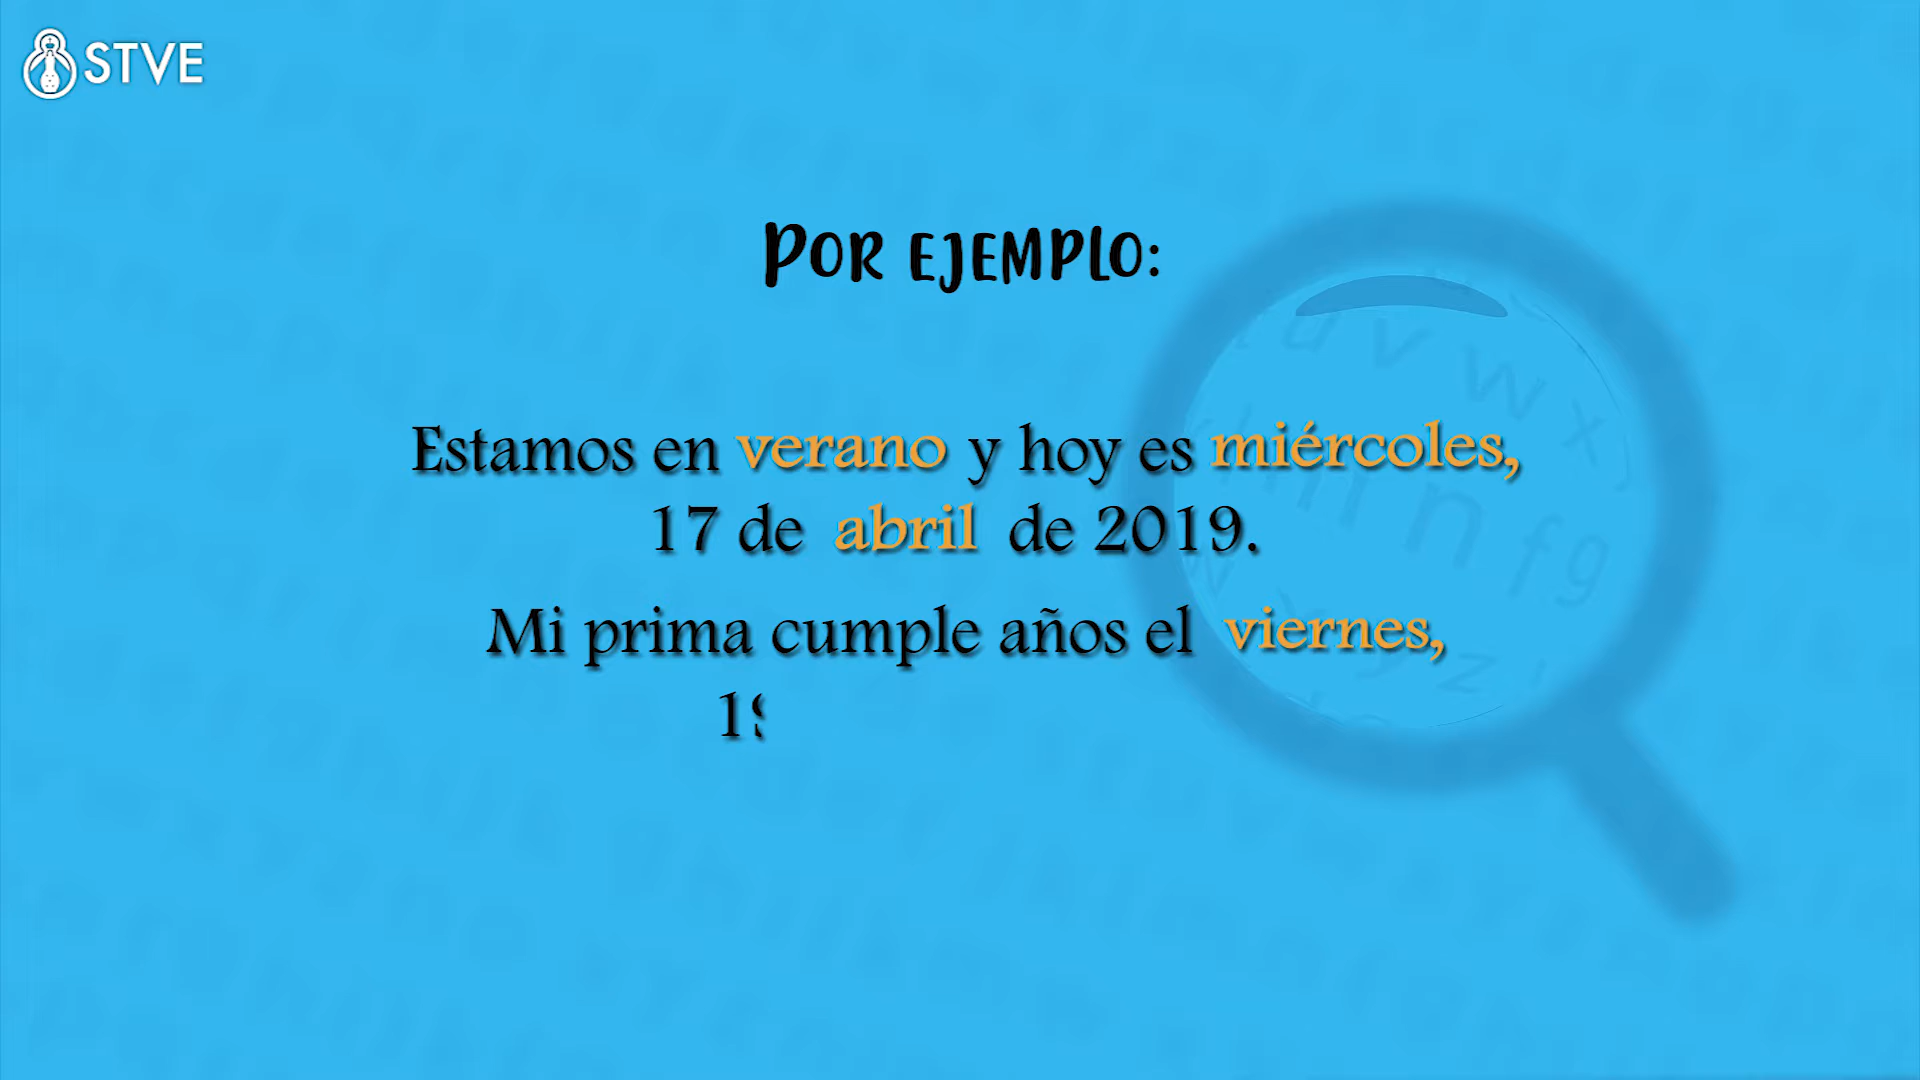 STVE
Por ejemplo:
Estamos en verano y hoy es miércoles,
17 de abril de 2019.
Mi prima cumple años el viernes,
19